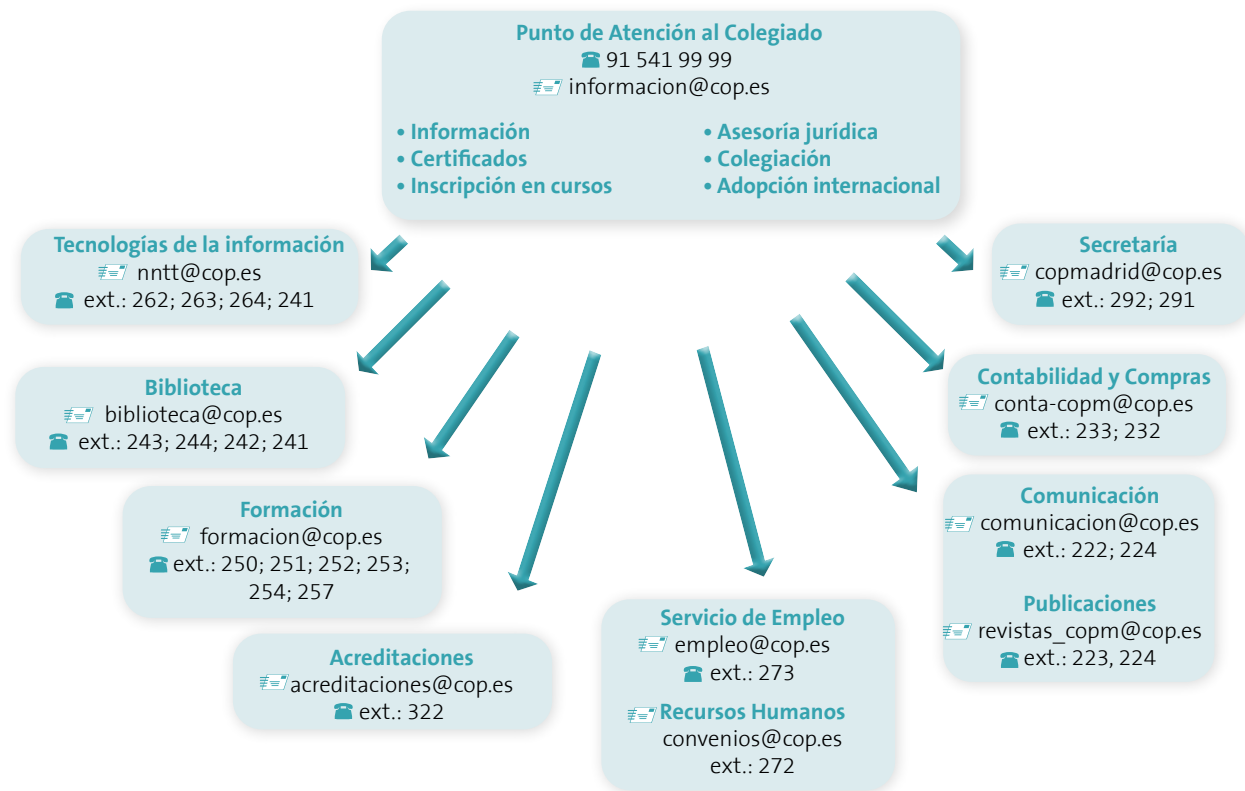 Punto de Atención al Colegiado
91 541 99 99
informacion@cop.es
• Información
• Certificados
• Inscripción en cursos
• Asesoría jurídica
• Colegiación
• Adopción internacional
Tecnologías de la información
nntt@cop.es
ext.: 262; 263; 264; 241
Biblioteca
biblioteca@cop.es
ext.: 243; 244; 242; 241
Formación
formacion@cop.es
ext.: 250; 251; 252; 253;
254; 257
Acreditaciones
acreditaciones@cop.es
ext.: 322
Servicio de Empleo
empleo@cop.es
ext.: 273
Recursos Humanos
convenios@cop.es
ext.: 272
Secretaría
copmadrid@cop.es
ext.: 292; 291
Contabilidad y Compras
conta-copm@cop.es
ext.: 233; 232
Comunicación
comunicacion@cop.es
ext.: 222; 224
Publicaciones
revistas_copm@cop.es
ext.: 223, 224